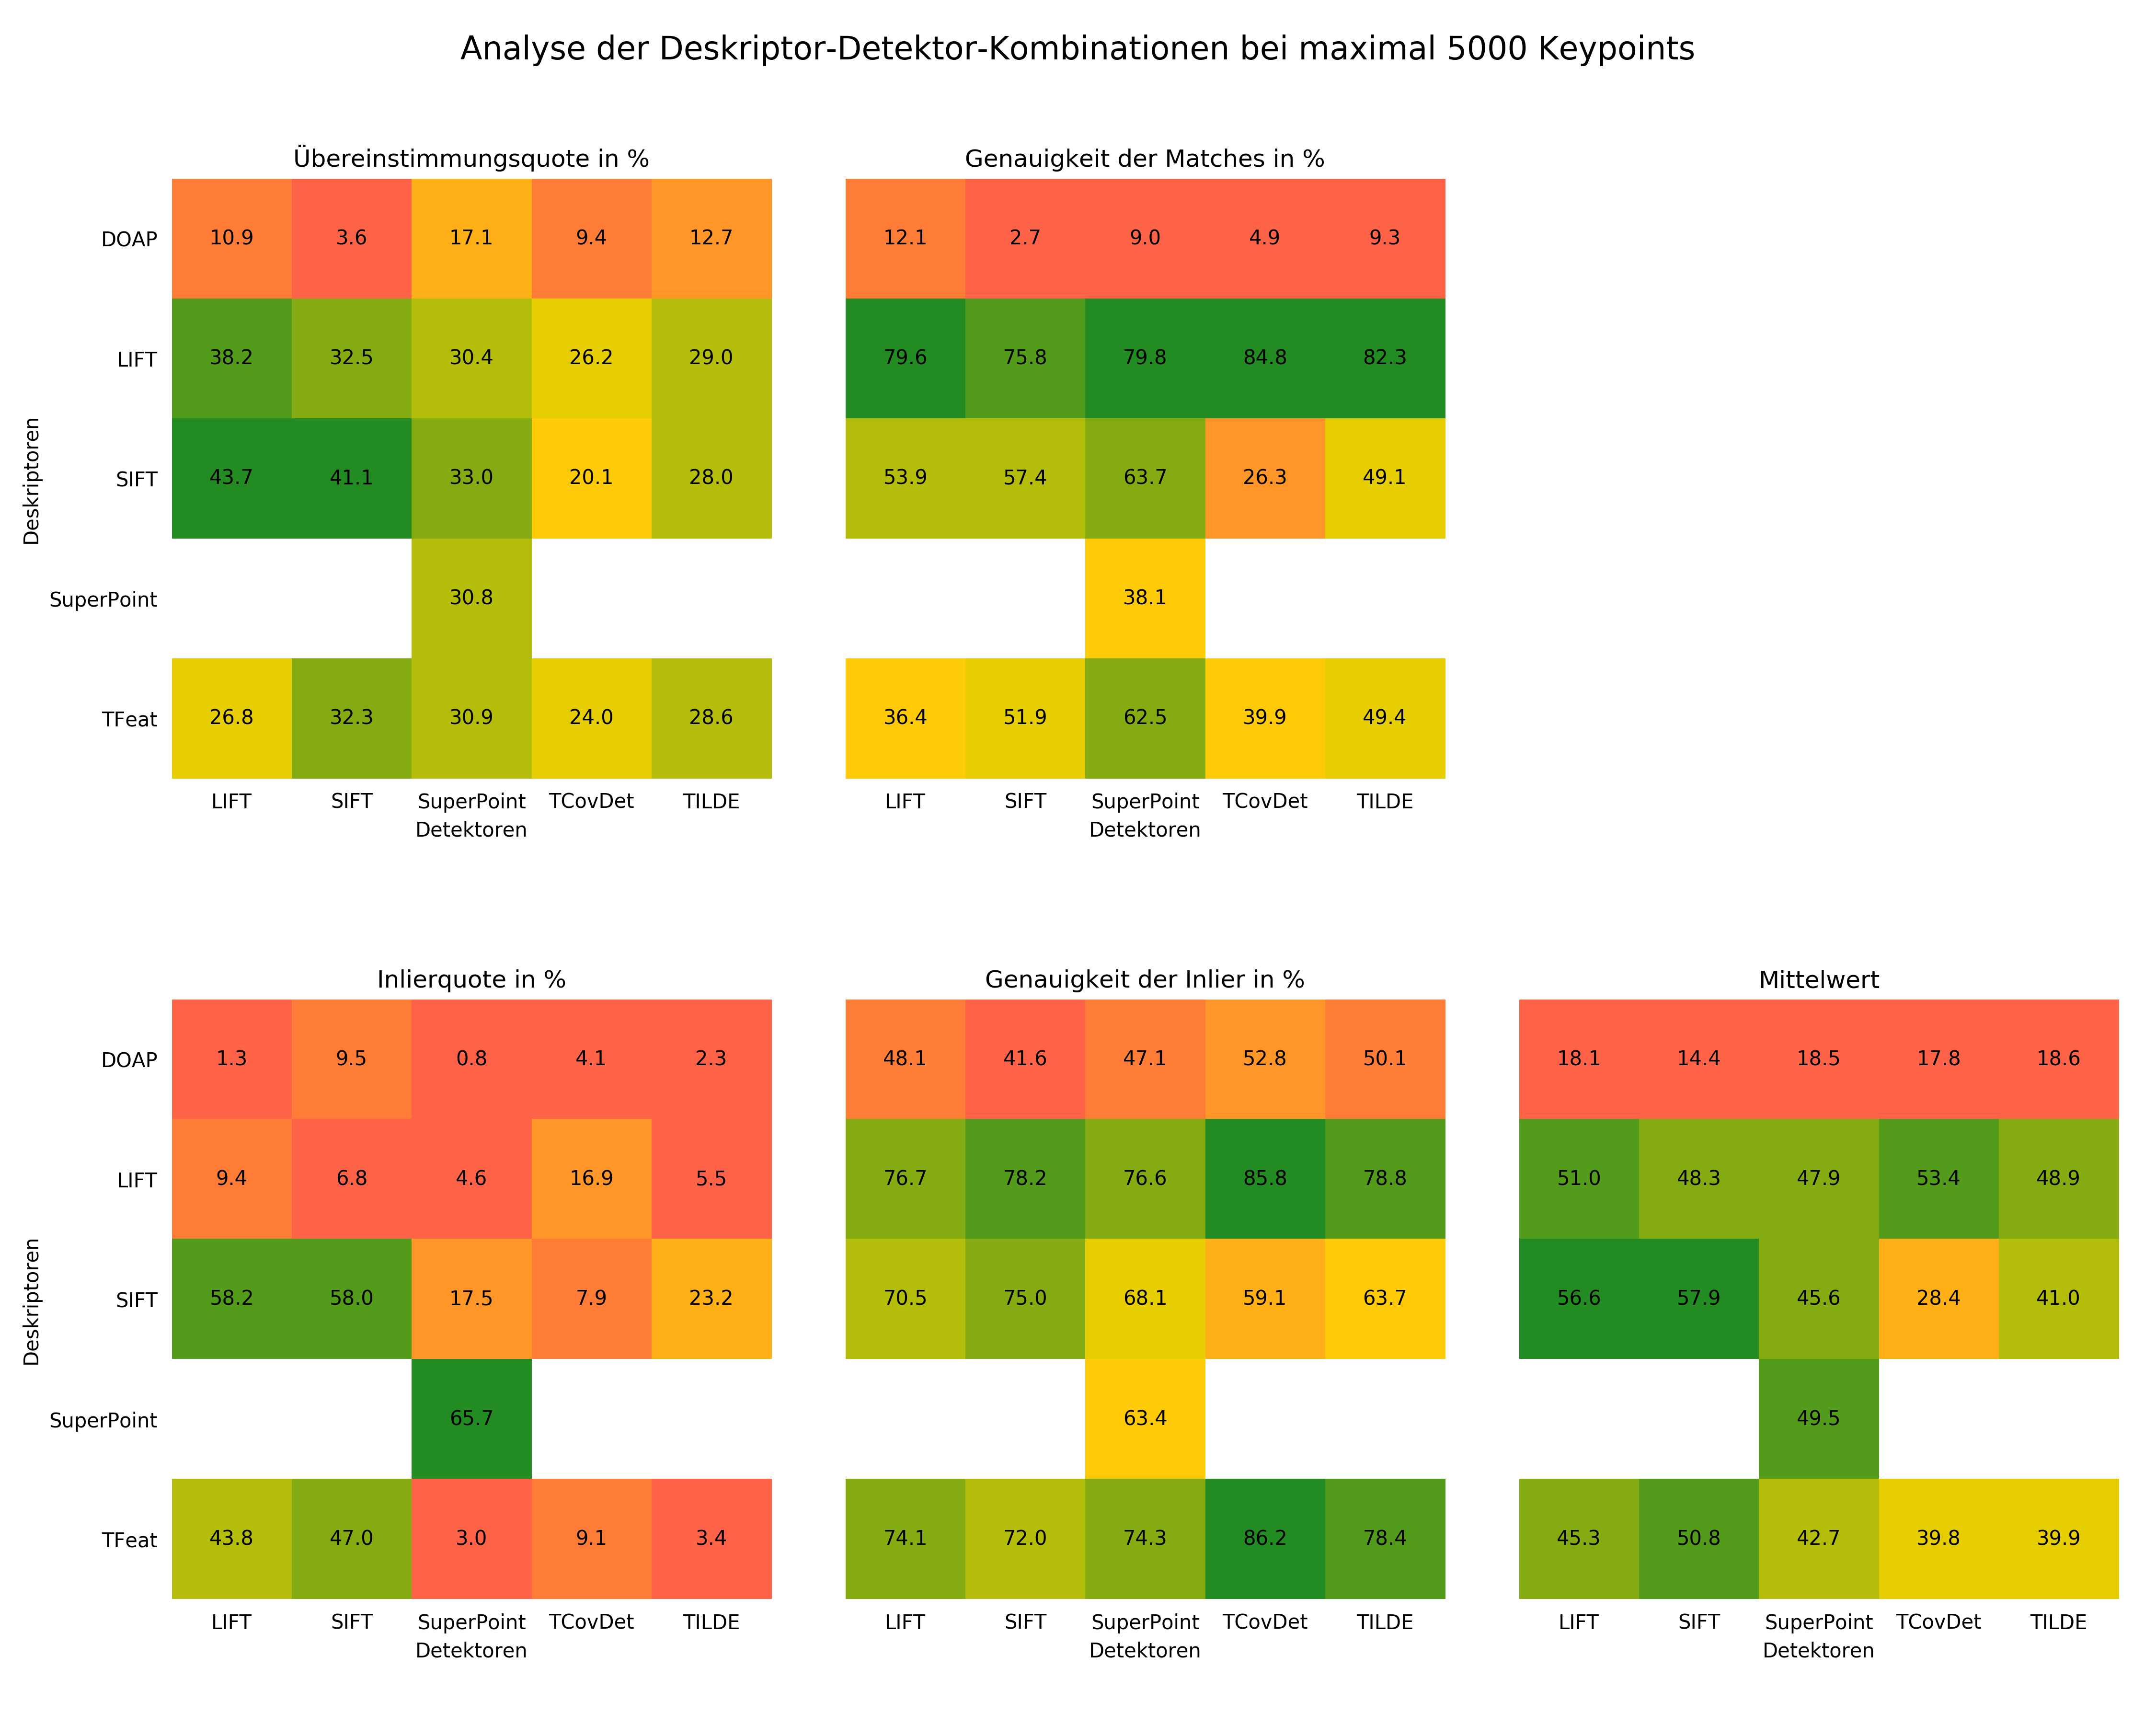 Analyse der Deskriptor-Detektor-Kombinationen bei maximal 5000 Keypoints
Übereinstimmungsquote in %
Deskriptoren
DOAP 10.9 3.6 17.1 9.4 12.7
LIFT 38.2 32.5 30.4 26.2 29.0
SIFT 43.7 41.1 33.0 20.1 28.0
SuperPoint 30.8
TFeat 26.8 32.3 30.9 24.0 28.6
LIFT SIFT SuperPoint TCovDet TILDE
Detektoren
Genauigkeit der Matches in %
12.1 2.7 9.0 4.9 9.3
79.6 75.8 79.8 84.8 82.3
53.9 57.4 63.7 26.3 49.1
38.1
36.4 51.9 62.5 39.9 49.4
LIFT SIFT SuperPoint TCovDet TILDE
Detektoren
Inlierquote in %
Deskriptoren
DOAP 1.3 9.5 0.8 4.1 2.3
LIFT 9.4 6.8 4.6 16.9 5.5
SIFT 58.2 58.0 17.5 7.9 23.2
SuperPoint 65.7
TFeat 43.8 47.0 3.0 9.1 3.4
LIFT SIFT SuperPoint TCovDet TILDE
Detektoren
Genauigkeit der Inlier in %
48.1 41.6 47.1 52.8 50.1
76.7 78.2 76.6 85.8 78.8
70.5 75.0 68.1 59.1 63.7
63.4
74.1 72.0 74.3 86.2 78.4
LIFT SIFT SuperPoint TCovDet TILDE
Detektoren
Mittelwert
18.1 14.4 18.5 17.8 18.6
51.0 48.3 47.9 53.4 48.9
56.6 57.9 45.6 28.4 41.0
49.5
45.3 50.8 42.7 39.8 39.9
LIFT SIFT SuperPoint TCovDet TILDE
Detektoren